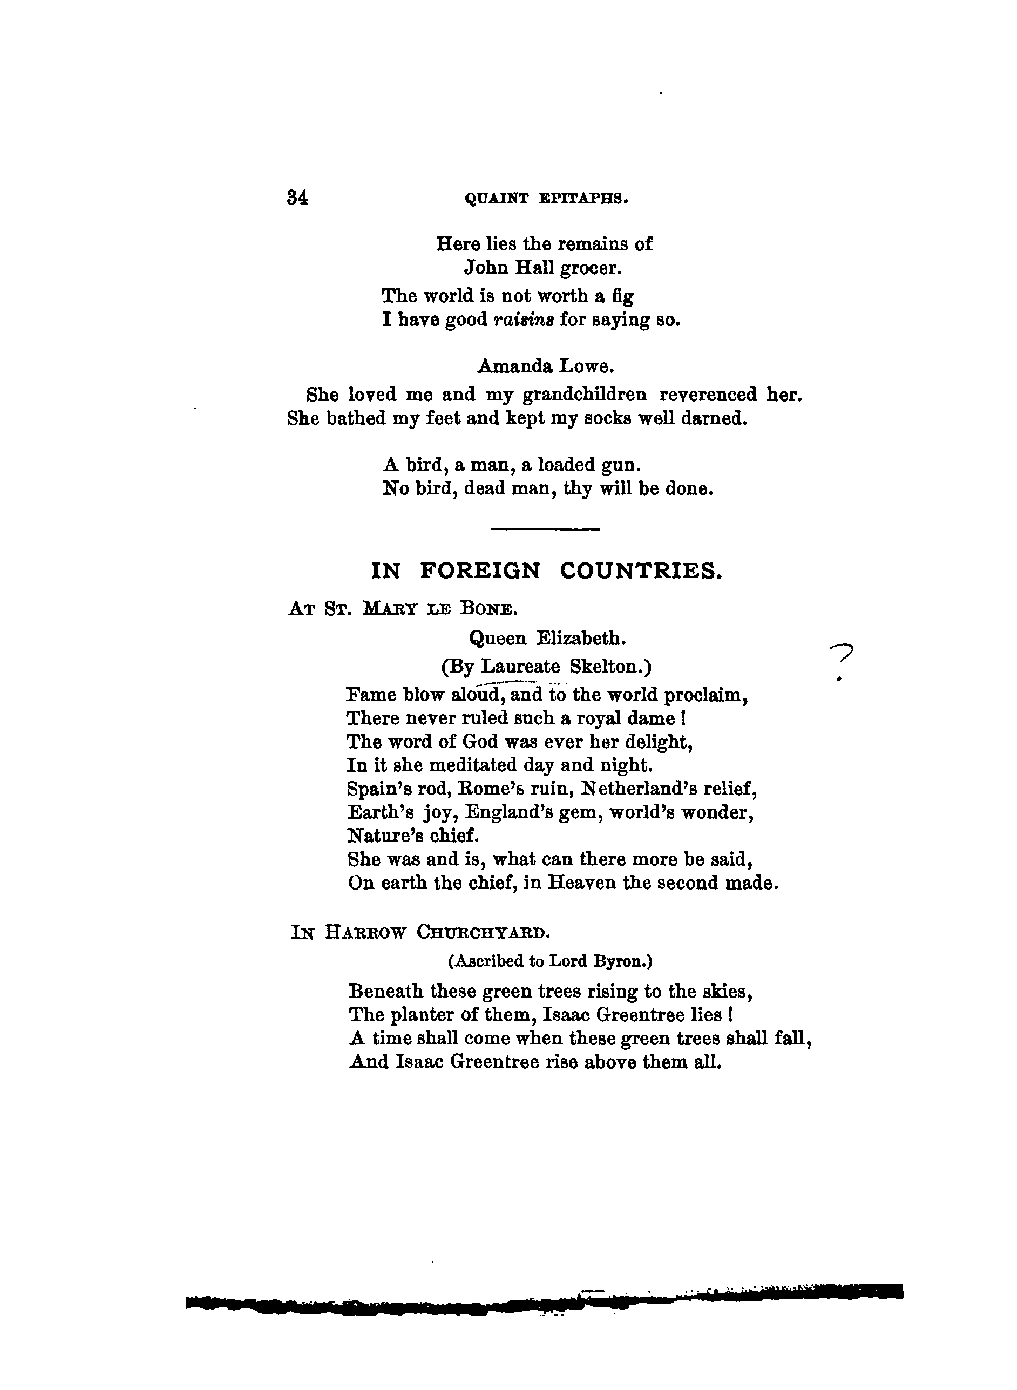 34 QUAINT EPITAPHS.
Here lies the remains of
John Hall grocer.
The world is not worth a fig
I have good raisins for saying so.
Amanda Lowe.
She loved me and my grandchildren reverenced her.
She bathed my feet and kept my socks well darned.
A bird, a man, a loaded gun.
No bird, dead man, thy will be done.
IN FOREIGN COUNTRIES.
AT ST. MARY LE BONE.
Queen Elizabeth.
(By Laureate Skelton.) ?
Fame blow aloud, and to the world proclaim,
There never ruled such a royal dame!
The word of God was ever her delight,
In it she meditated day and night.
Spain's rod, Rome's ruin, Netherland's relief,
Earth's joy, England's gem, world's wonder,
Nature's chief.
She was and is, what can there more be said,
On earth the chief, in Heaven the second made.
IN HARROW CHURCHYARD.
(Ascribed to Lord Byron.)
Beneath these green trees rising to the skies,
The planter of them, Isaac Greentree lies!
A time shall come when these green trees shall fall,
And Isaac Greentree rise above them all.